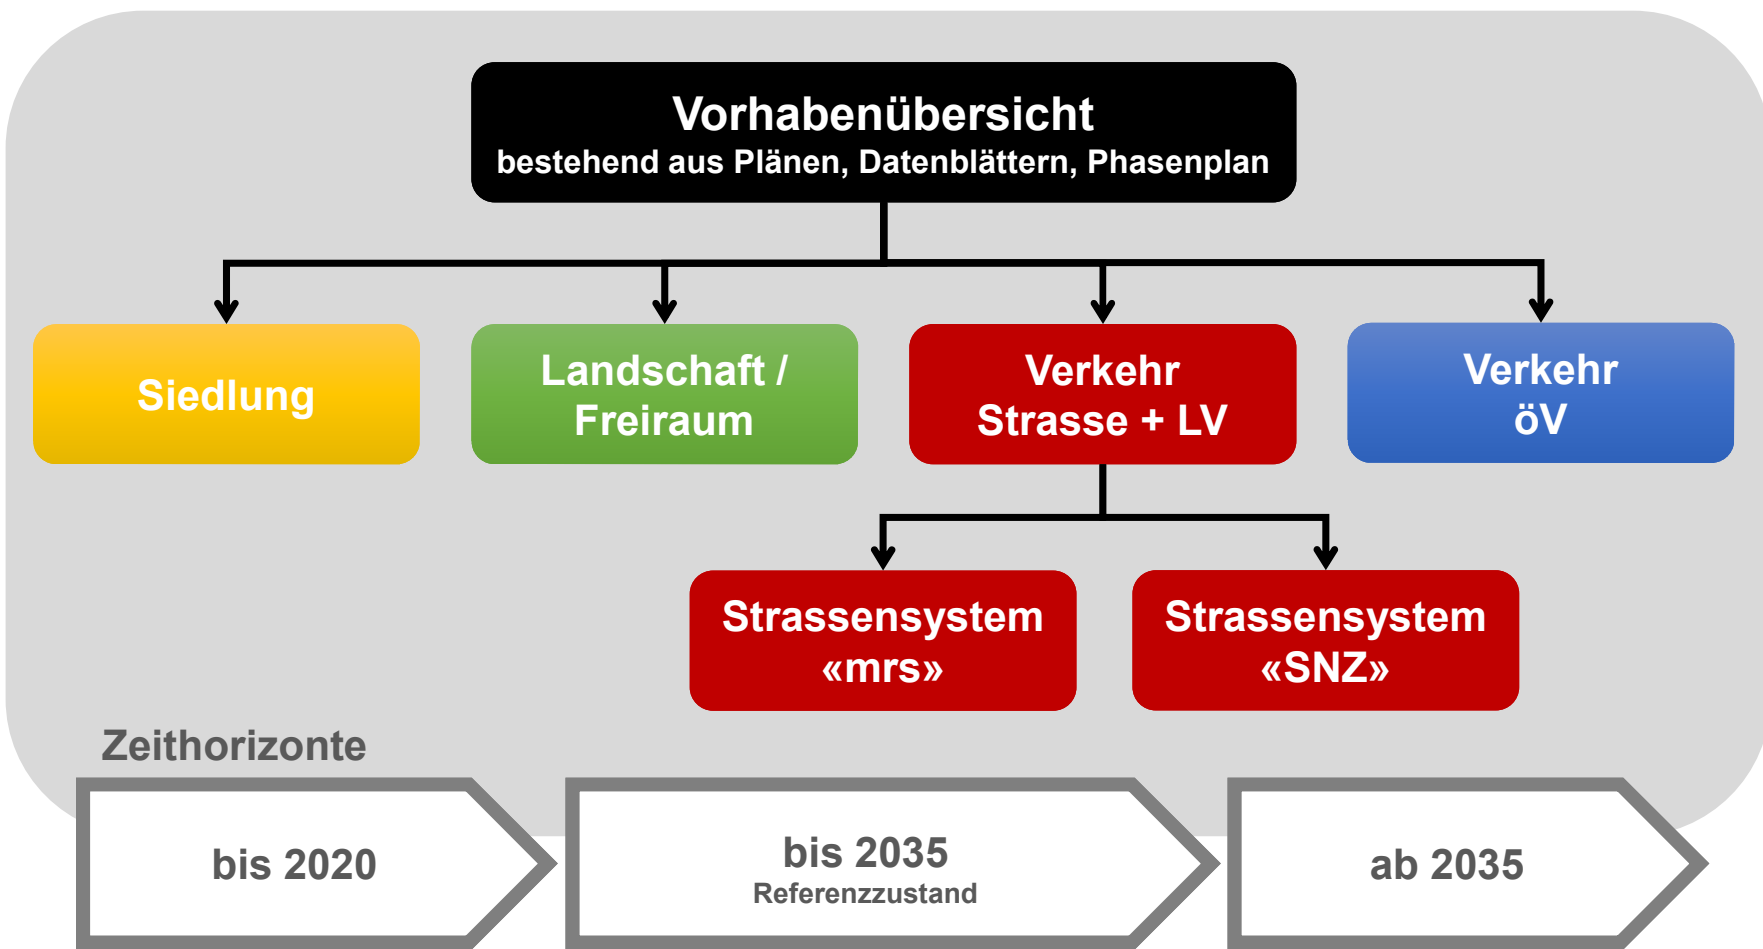 Vorhabenübersicht
bestehend aus Plänen, Datenblättern, Phasenplan
Siedlung
Landschaft /
Freiraum
Verkehr
Strasse + LV
Verkehr
öV
Strassensystem
«mrs»
Strassensystem
«SNZ»
Zeithorizonte
bis 2020
bis 2035
Referenzzustand
ab 2035